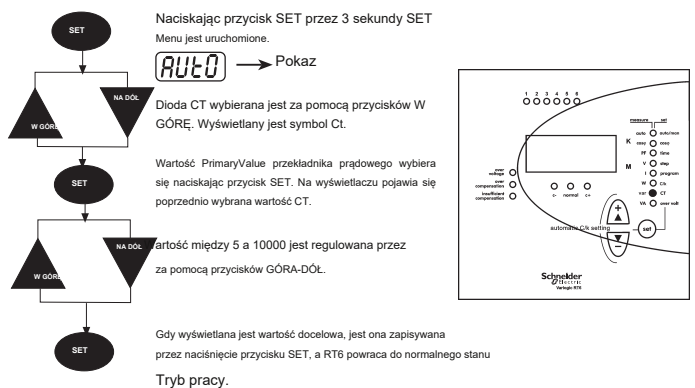 SET
Naciskając przycisk SET przez 3 sekundy SET
Menu jest uruchomione.
AUtO
Pokaz
W GÓRĘ
NA DÓŁ
Dioda CT wybierana jest za pomocą przycisków W
GÓRĘ. Wyświetlany jest symbol Ct.
SET
Wartość PrimaryValue przekładnika prądowego wybiera
się naciskając przycisk SET. Na wyświetlaczu pojawia się
poprzednio wybrana wartość CT.
W GÓRĘ
NA DÓŁ
artość między 5 a 10000 jest regulowana przez
za pomocą przycisków GÓRA-DÓŁ.
SET
Gdy wyświetlana jest wartość docelowa, jest ona zapisywana
przez naciśnięcie przycisku SET, a RT6 powraca do normalnego stanu
Tryb pracy.
1 2 3 4 5 6
measure set
auto auto/man
cosφ cosφ
PF time
V step
I program
W C/k
var CT
VA over volt
K
M
over
voltage
over
compensation
insufficient
compensation
c- normal c+
+
−
automatic C/k setting
set
Schneider
Electric
Varlogic RT6